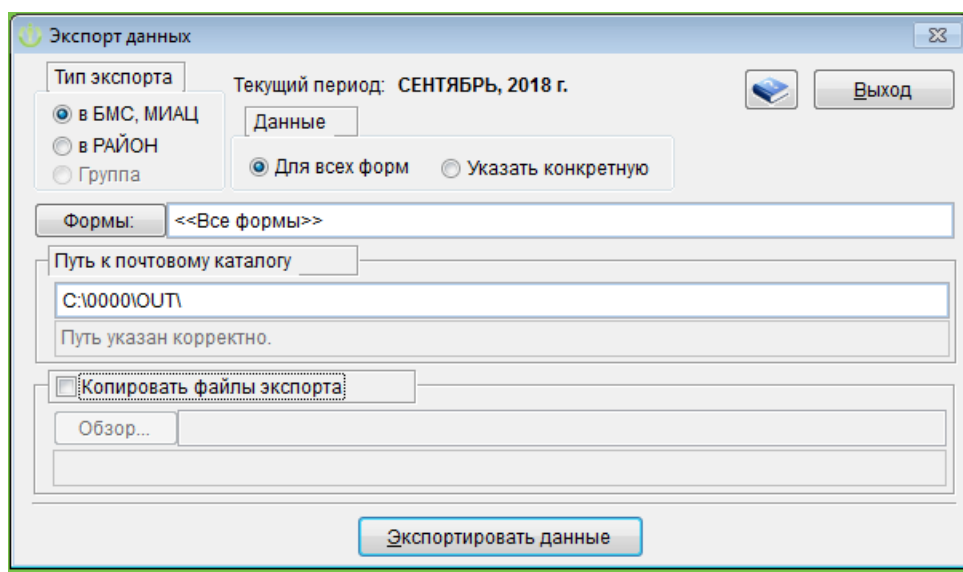 Экспорт данных
Тип экспорта
Текущий период: СЕНТЯБРЬ, 2018 г.
Выход
в БМС, МИАЦ
Данные
в РАЙОН
Для всех форм
Указать конкретную
Группа
Формы:
<<Все формы>>
Путь к почтовому каталогу
C:\0000\OUT\
Путь указан корректно.
Копировать файлы экспорта
Обзор...
Экспортировать данные